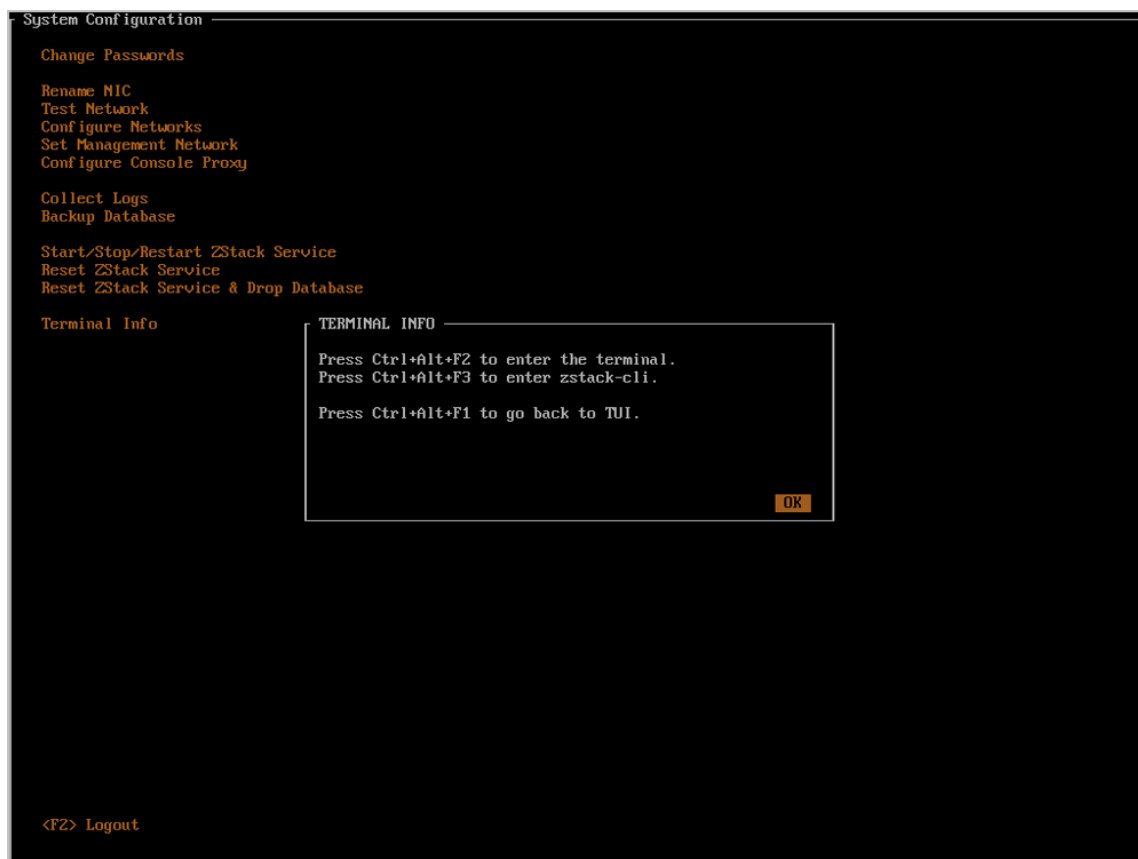 System Configuration
Change Passwords
Rename NIC
Test Network
Configure Networks
Set Management Network
Configure Console Proxy
Collect Logs
Backup Database
Start/Stop/Restart ZStack Service
Reset ZStack Service
Reset ZStack Service & Drop Database
Terminal Info
TERMINAL INFO
Press Ctrl+Alt+F2 to enter the terminal.
Press Ctrl+Alt+F3 to enter zstack-cli.
Press Ctrl+Alt+F1 to go back to TUI.
OK
<F2> Logout